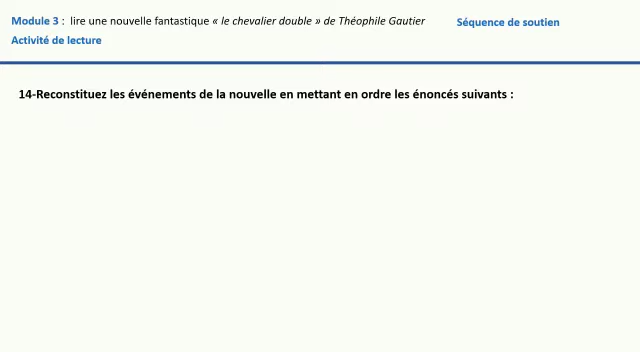 Module 3 : lire une nouvelle fantastique « le chevalier double » de Théophile Gautier Séquence de soutien
Activité de lecture
14-Reconstituez les événements de la nouvelle en mettant en ordre les énoncés suivants :